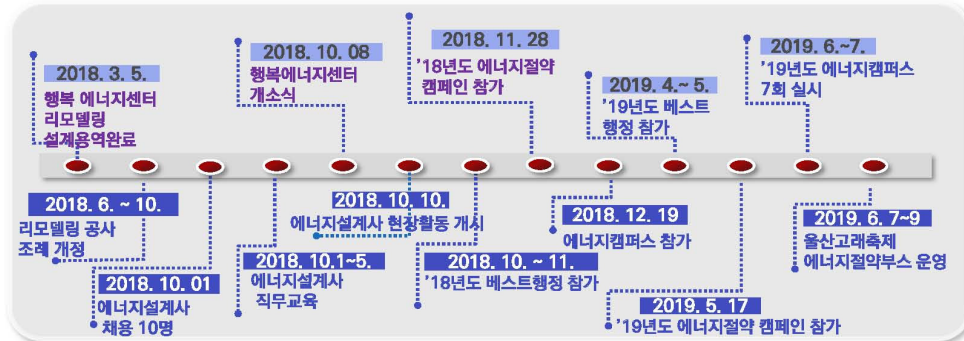 2018. 3. 5.
행복 에너지센터
리모델링
설계용역완료
2018. 6. ~ 10.
리모델링 공사
조례 개정
2018. 10. 01
에너지설계사
채용 10명
2018. 10.1~5.
에너지설계사
직무교육
2018. 10. 08
행복에너지센터
개소식
2018. 10. 10.
에너지설계사 현장활동 개시
2018. 10. ~ 11.
'18년도 베스트행정 참가
2018. 11. 28
'18년도 에너지절약
캠페인 참가
2018. 12. 19
에너지캠퍼스 참가
2019. 4.~ 5.
'19년도 베스트
행정 참가
2019. 5. 17
'19년도 에너지절약 캠페인 참가
2019. 6.~7.
'19년도 에너지캠퍼스
7회 실시
2019. 6. 7~9
울산고래축제
에너지절약부스 운영